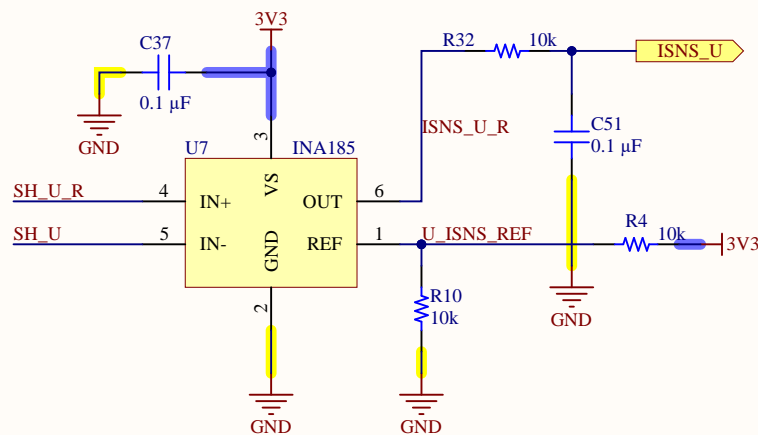 3V3
C37
0.1 µF
GND
R32
10k
ISNS_U
ISNS_U_R
C51
0.1 µF
U7
INA185
3
VS
SH_U_R
4
IN+
OUT
6
SH_U
5
IN-
GND
REF
1
U_ISNS_REF
R4
10k
3V3
2
R10
10k
GND
GND
GND